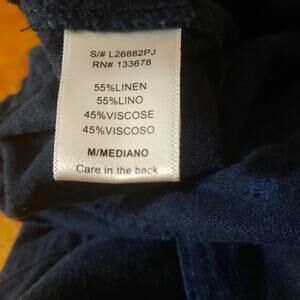 S/# L26882PJ
RN# 133678
55%LINEN
55%LINO
45%VISCOSE
45%VISCOSO
M/MEDIANO
Care in the back